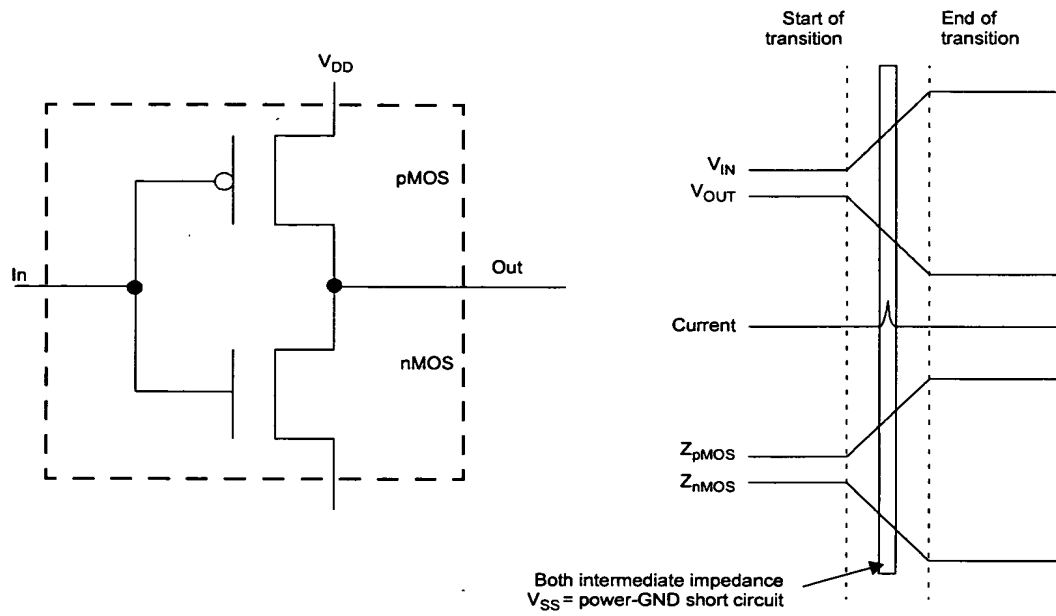 V_DD
pMOS
In
Out
nMOS
Start of
transition
End of
transition
V_IN
V_OUT
Current
Z_pMOS
Z_nMOS
Both intermediate impedance
V_SS = power-GND short circuit